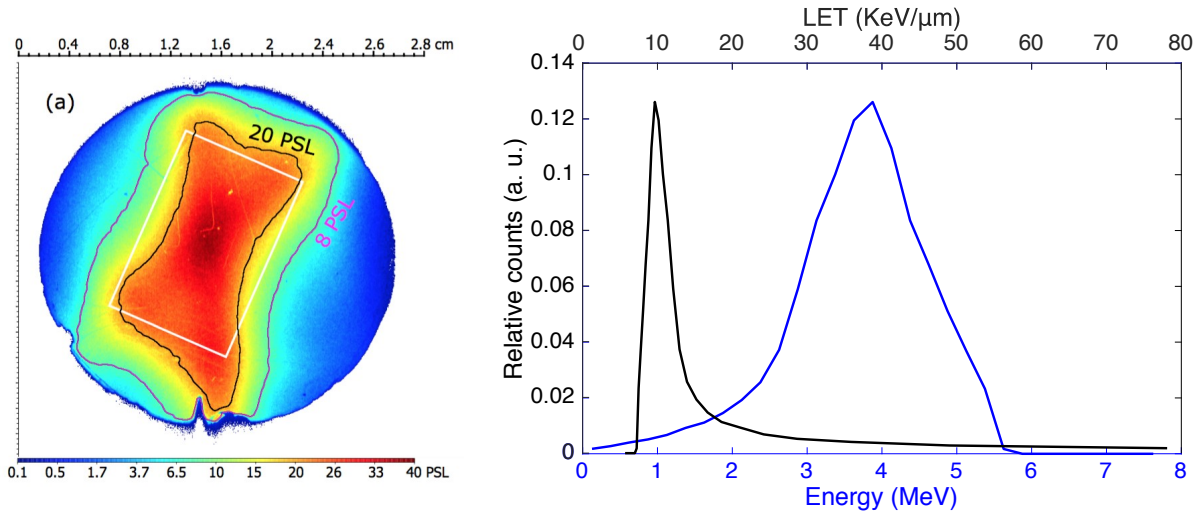 0 0.4 0.8 1.2 1.6 2 2.4 2.8 cm
(a)
20 PSL
8 PSL
0.1 0.5 1.7 3.7 6.5 10 15 20 26 33 40 PSL
LET (KeV/μm)
0 10 20 30 40 50 60 70 80
0.14
0.12
0.1
0.08
0.06
0.04
0.02
0
Relative counts (a. u.)
0 1 2 3 4 5 6 7 8
Energy (MeV)